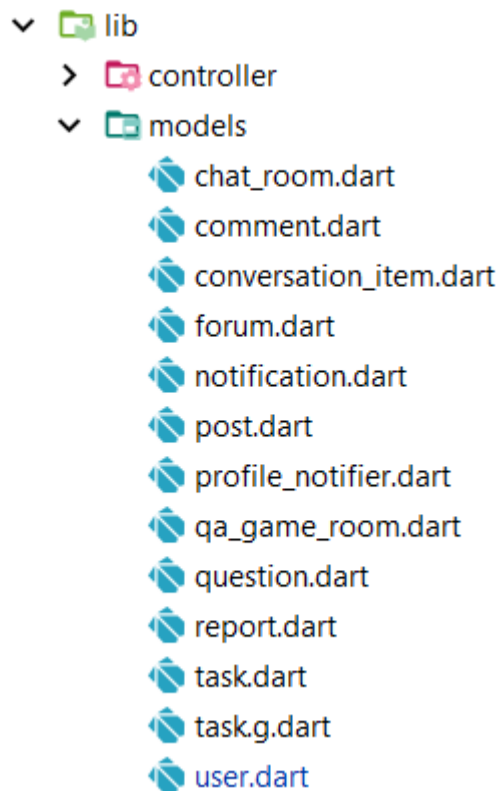 lib
controller
models
chat_room.dart
comment.dart
conversation_item.dart
forum.dart
notification.dart
post.dart
profile_notifier.dart
qa_game_room.dart
question.dart
report.dart
task.dart
task.g.dart
user.dart